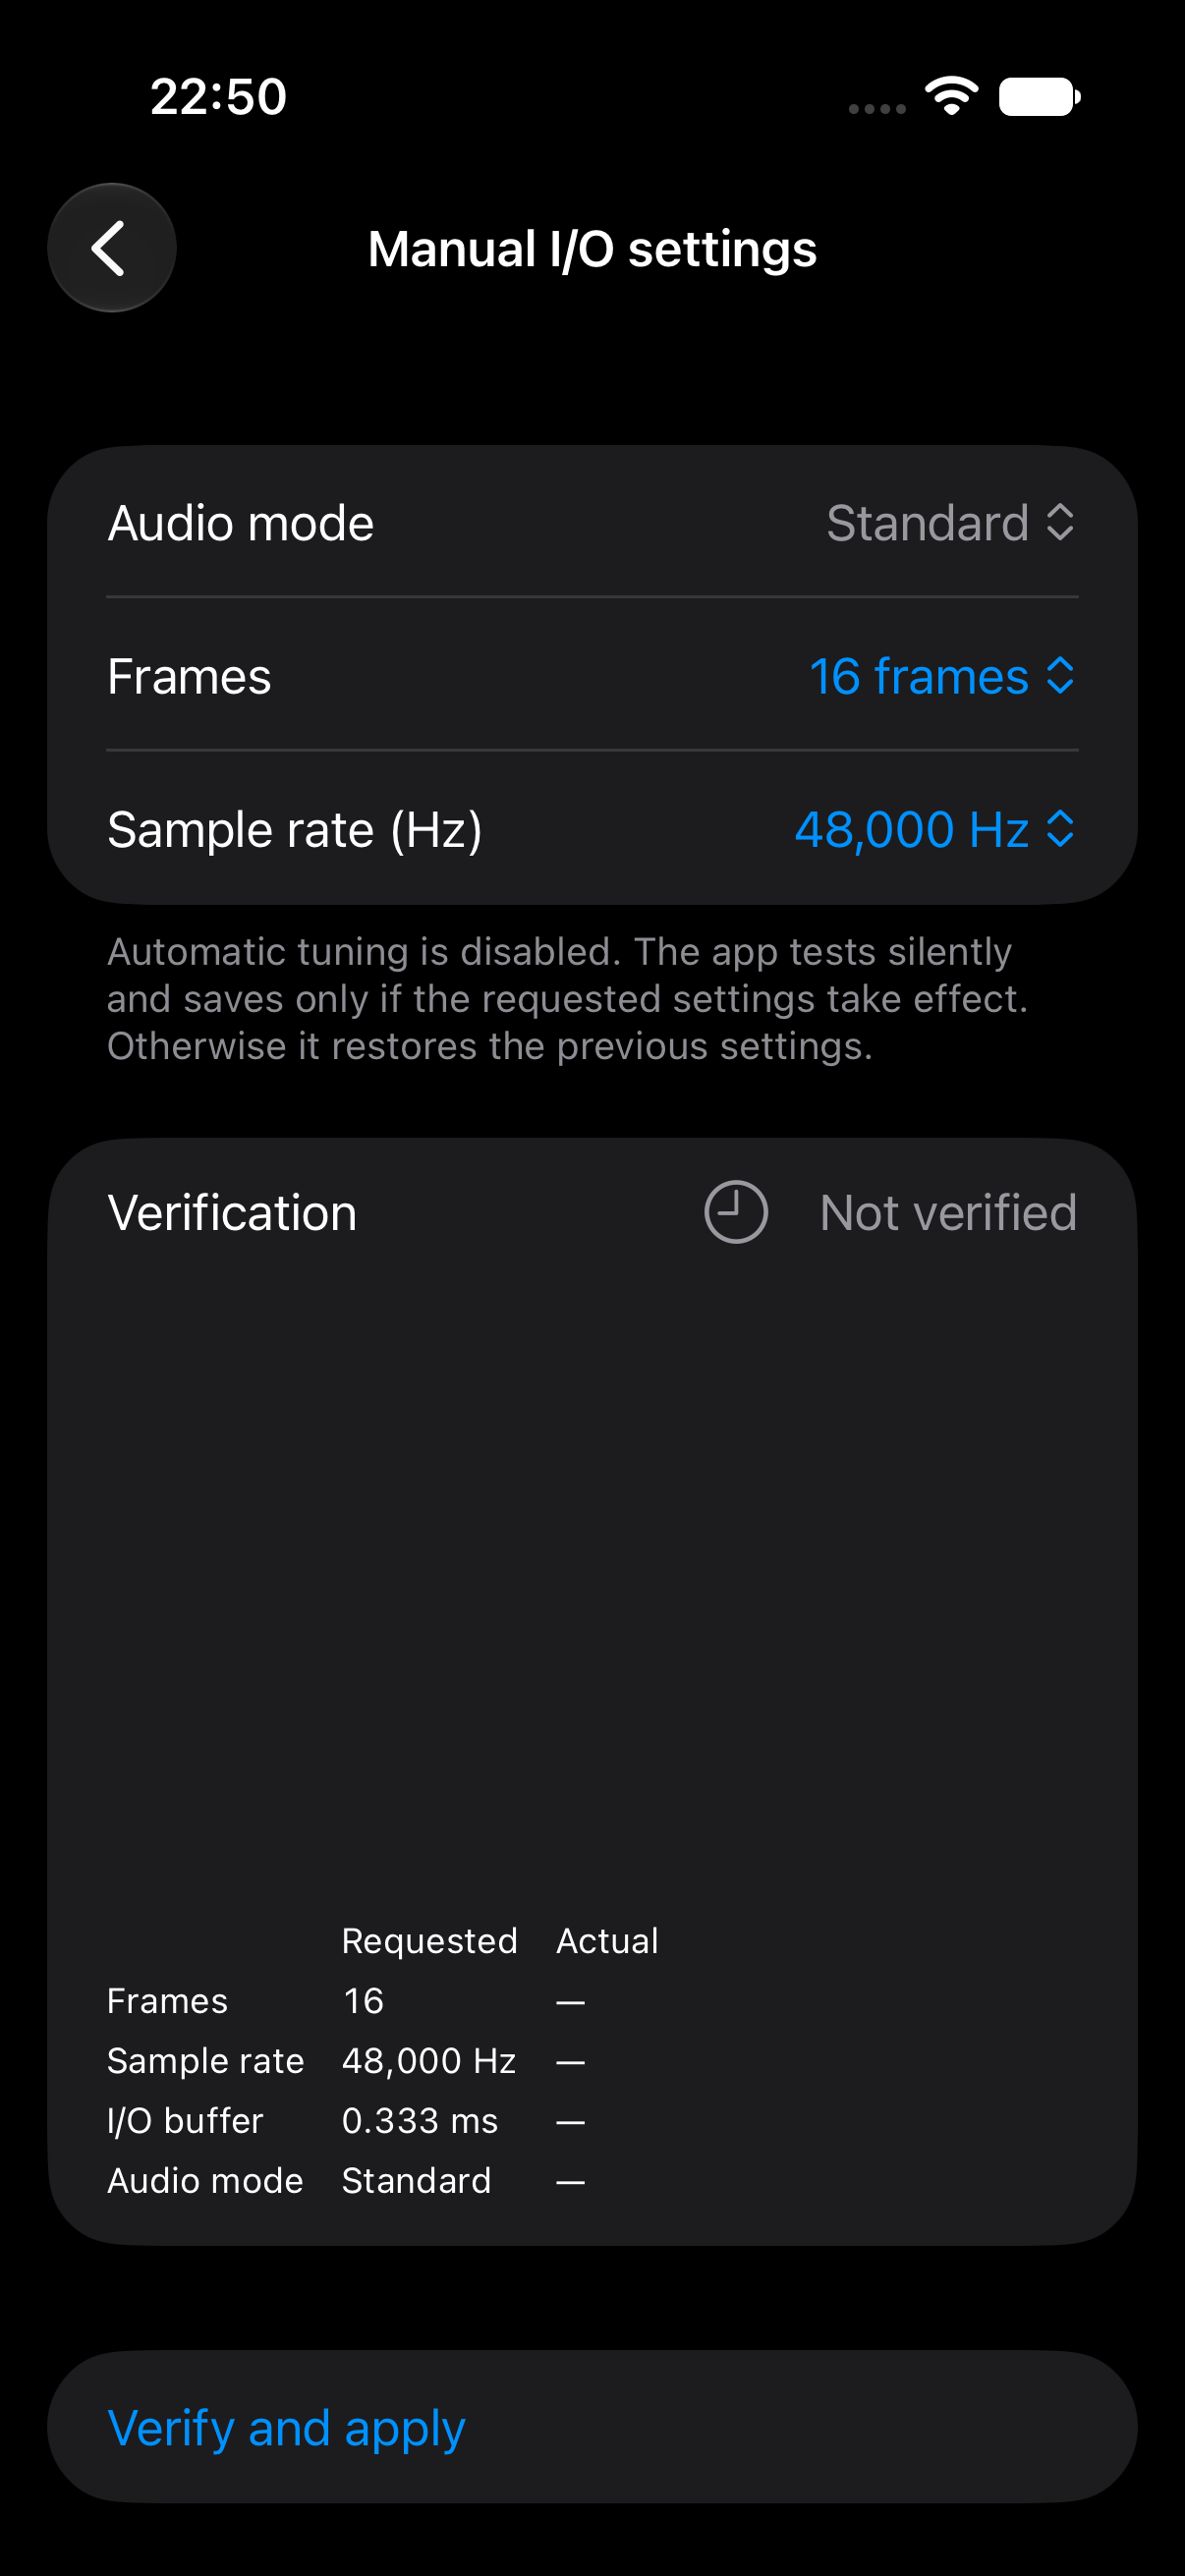 22:50
Manual I/O settings
Audio mode Standard
Frames 16 frames
Sample rate (Hz) 48,000 Hz
Automatic tuning is disabled. The app tests silently
and saves only if the requested settings take effect.
Otherwise it restores the previous settings.
Verification Not verified
Requested Actual
Frames 16 —
Sample rate 48,000 Hz —
I/O buffer 0.333 ms —
Audio mode Standard —
Verify and apply